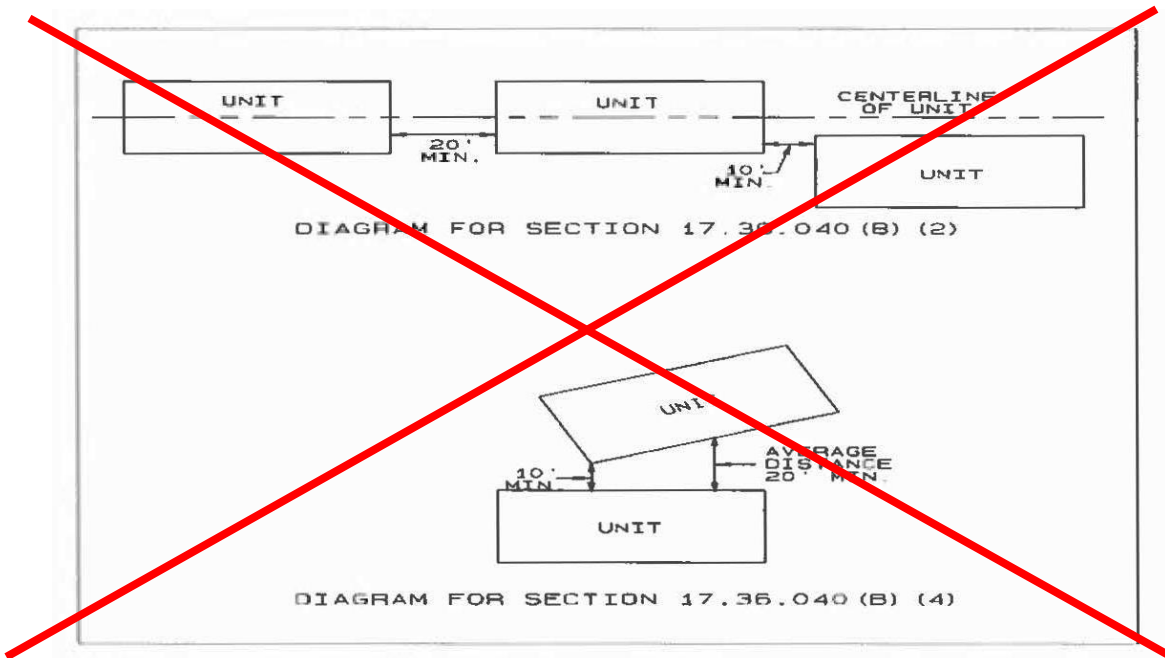 UNIT
UNIT
CENTERLINE
OF UNIT
20'
MIN.
10'
MIN.
UNIT
DIAGRAM FOR SECTION 17.36.040 (B) (2)
UNIT
10'
MIN.
AVERAGE
DISTANCE
20' MIN.
UNIT
DIAGRAM FOR SECTION 17.36.040 (B) (4)